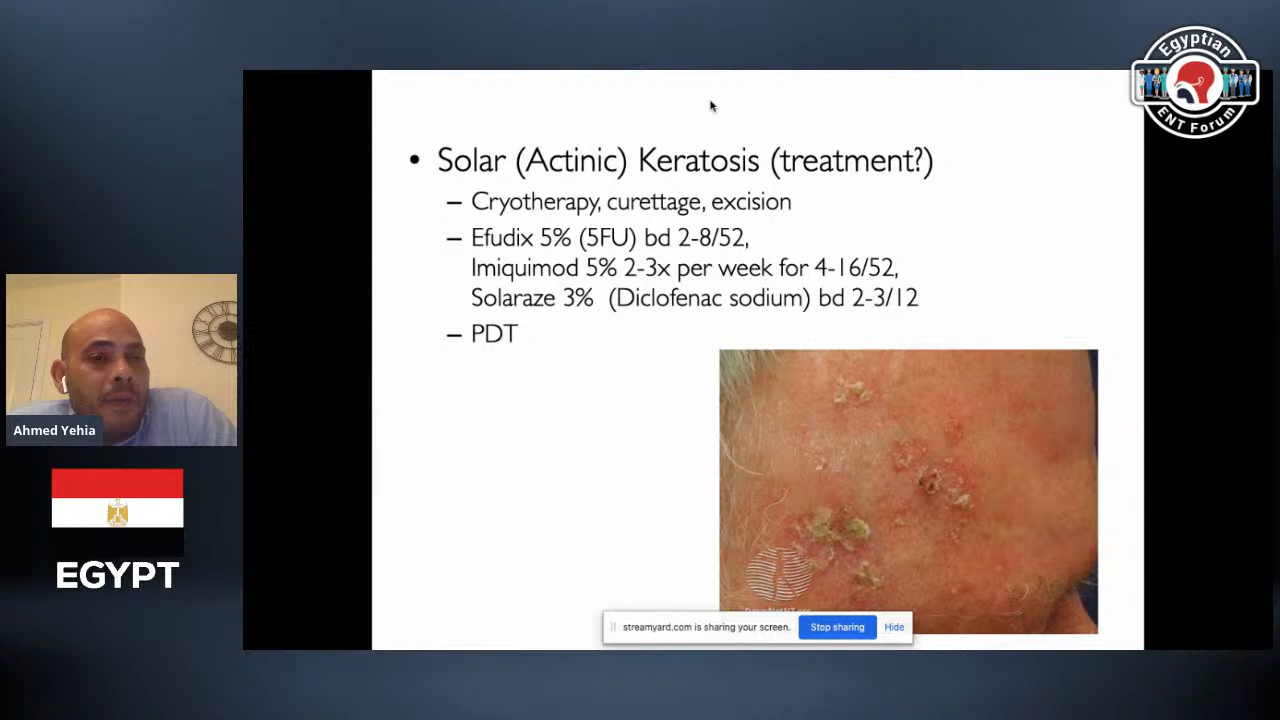 Egyptian
ENT Forum
• Solar (Actinic) Keratosis (treatment?)
– Cryotherapy, curettage, excision
– Efudix 5% (5FU) bd 2-8/52,
Imiquimod 5% 2-3x per week for 4-16/52,
Solaraze 3% (Diclofenac sodium) bd 2-3/12
– PDT
Ahmed Yehia
EGYPT
streamyard.com is sharing your screen. Stop sharing Hide